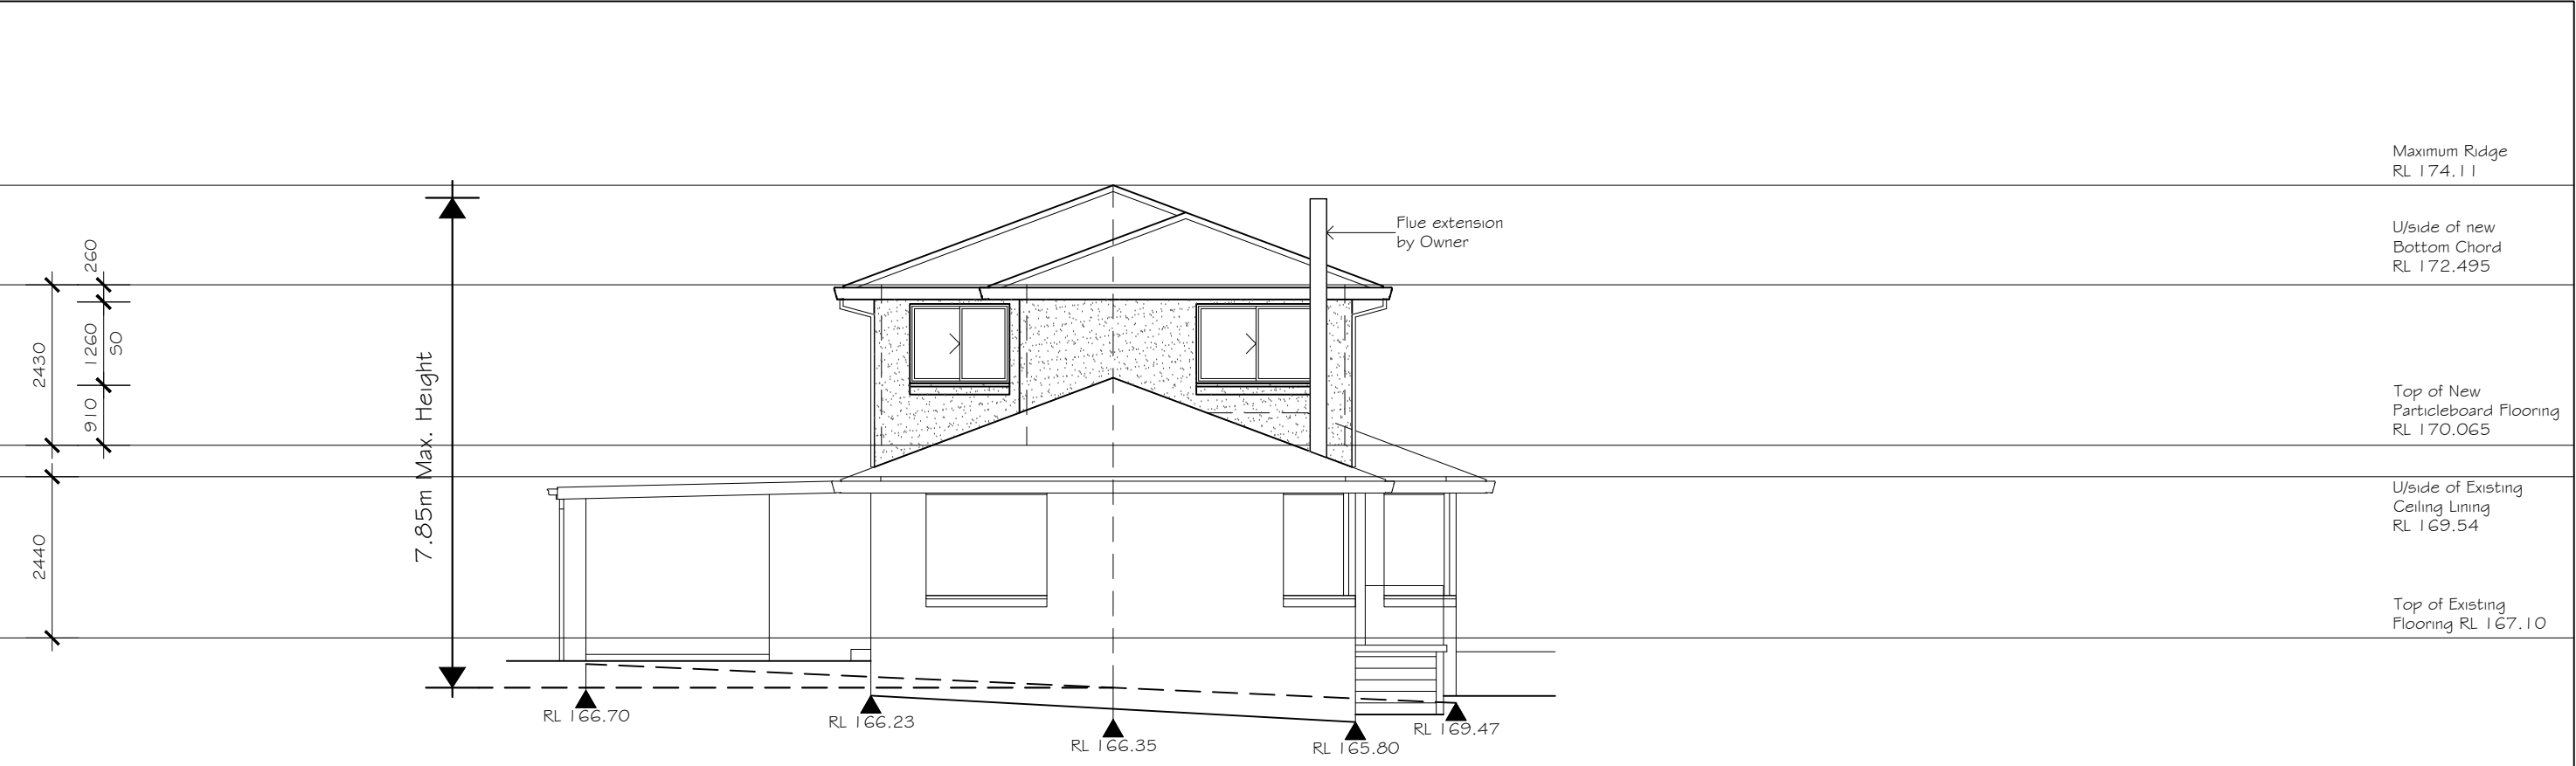 Maximum Ridge
RL 174.11
U/side of new
Bottom Chord
RL 172.495
Flue extension
by Owner
260
1260
50
910
2430
2440
7.85m Max. Height
Top of New
Particleboard Flooring
RL 170.065
U/side of Existing
Ceiling Lining
RL 169.54
Top of Existing
Flooring RL 167.10
RL 166.70
RL 166.23
RL 166.35
RL 165.80
RL 169.47